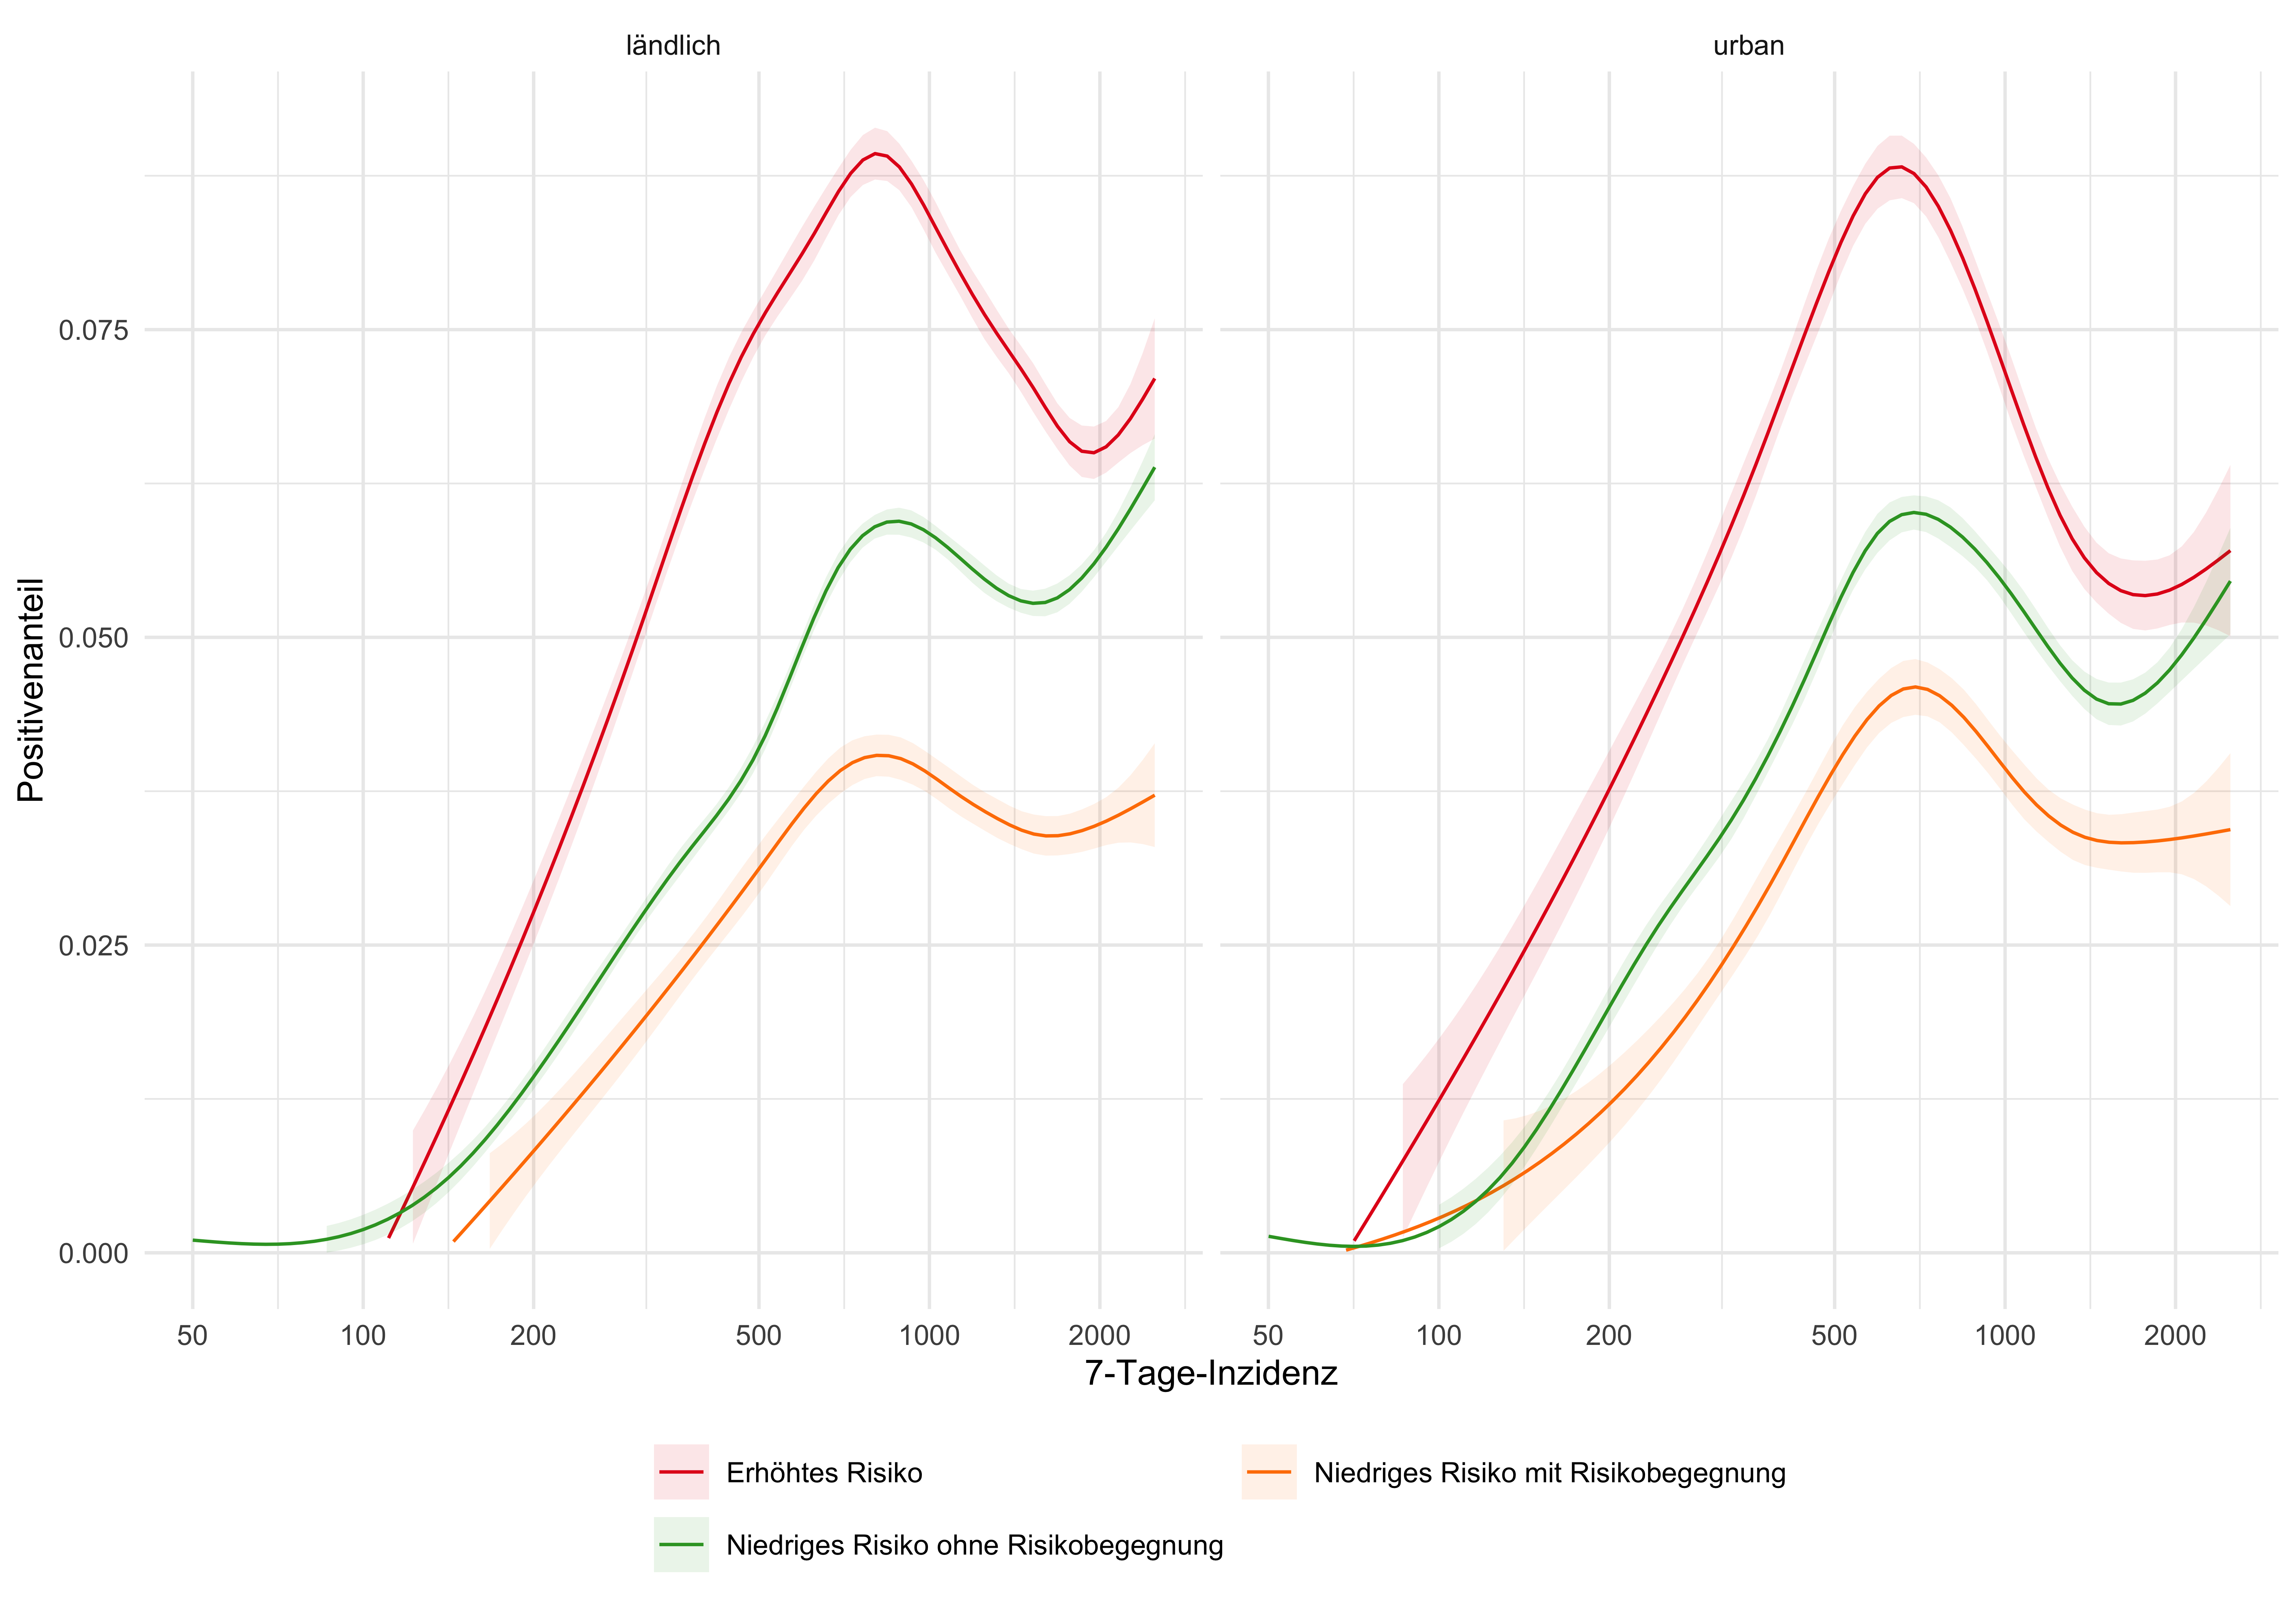 ländlich urban
0.075
0.050
0.025
0.000
Positivenanteil
50 100 200 500 1000 2000 50 100 200 500 1000 2000
7-Tage-Inzidenz
Erhöhtes Risiko Niedriges Risiko mit Risikobegegnung
Niedriges Risiko ohne Risikobegegnung